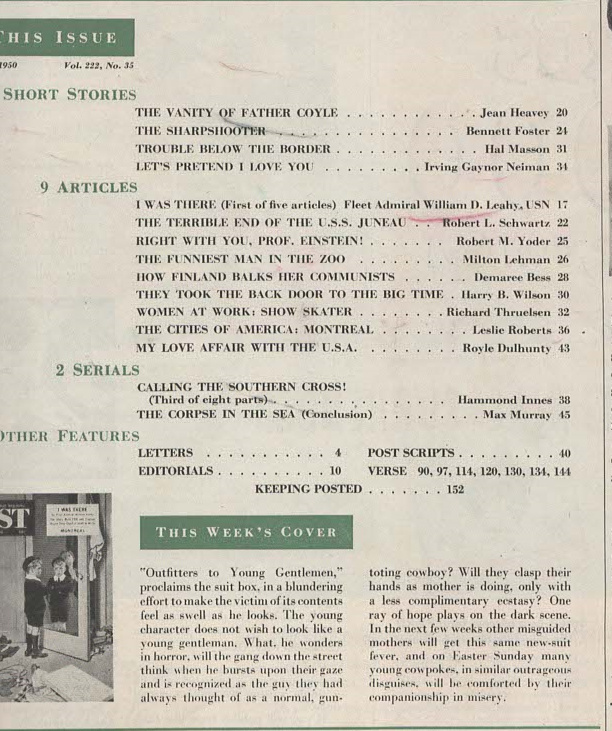 THIS ISSUE
1950 Vol. 222, No. 35
SHORT STORIES
THE VANITY OF FATHER COYLE . . . . . . . . . . . . Jean Heavey 20
THE SHARPSHOOTER . . . . . . . . . . . . . . . . Bennett Foster 24
TROUBLE BELOW THE BORDER . . . . . . . . . . . . . Hal Masson 31
LET'S PRETEND I LOVE YOU . . . . . . . . . Irving Gaynor Neiman 34
9 ARTICLES
I WAS THERE (First of five articles) Fleet Admiral William D. Leahy, USN 17
THE TERRIBLE END OF THE U.S.S. JUNEAU . . Robert L. Schwartz 22
RIGHT WITH YOU, PROF. EINSTEIN! . . . . . . . Robert M. Yoder 25
THE FUNNIEST MAN IN THE ZOO . . . . . . . . . Milton Lehman 26
HOW FINLAND BALKS HER COMMUNISTS . . . . . . Demaree Bess 28
THEY TOOK THE BACK DOOR TO THE BIG TIME . Harry B. Wilson 30
WOMEN AT WORK: SHOW SKATER . . . . . . . . Richard Thruelsen 32
THE CITIES OF AMERICA: MONTREAL . . . . . . . . Leslie Roberts 36
MY LOVE AFFAIR WITH THE U.S.A. . . . . . . . . . Royle Dulhunty 43
2 SERIALS
CALLING THE SOUTHERN CROSS!
(Third of eight parts) . . . . . . . . . . . . . . . . Hammond Innes 38
THE CORPSE IN THE SEA (Conclusion) . . . . . . . . . Max Murray 45
OTHER FEATURES
LETTERS . . . . . . . . . . . 4 POST SCRIPTS . . . . . . . . . 40
EDITORIALS . . . . . . . . . 10 VERSE 90, 97, 114, 120, 130, 134, 144
KEEPING POSTED . . . . . . . 152
ST
I WAS THERE
MONTREAL
THIS WEEK'S COVER
"Outfitters to Young Gentlemen,"
proclaims the suit box, in a blundering
effort to make the victim of its contents
feel as swell as he looks. The young
character does not wish to look like a
young gentleman. What, he wonders
in horror, will the gang down the street
think when he bursts upon their gaze
and is recognized as the guy they had
always thought of as a normal, gun-
toting cowboy? Will they clasp their
hands as mother is doing, only with
a less complimentary ecstasy? One
ray of hope plays on the dark scene.
In the next few weeks other misguided
mothers will get this same new-suit
fever, and on Easter Sunday many
young cowpokes, in similar outrageous
disguises, will be comforted by their
companionship in misery.